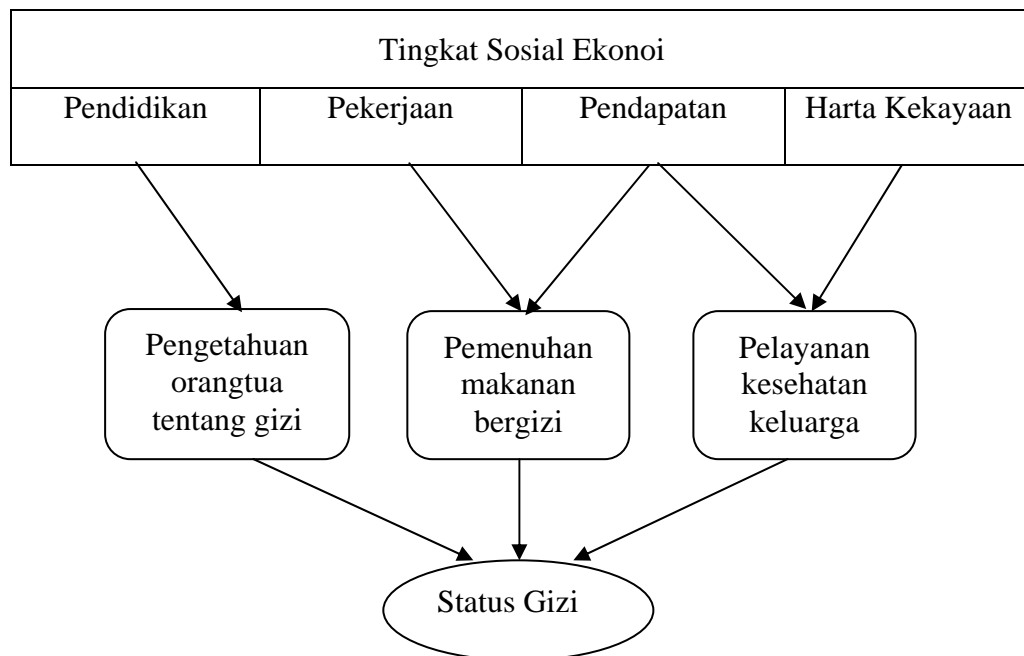 Tingkat Sosial Ekonoi
Pendidikan
Pekerjaan
Pendapatan
Harta Kekayaan
Pengetahuan
orangtua
tentang gizi
Pemenuhan
makanan
bergizi
Pelayanan
kesehatan
keluarga
Status Gizi